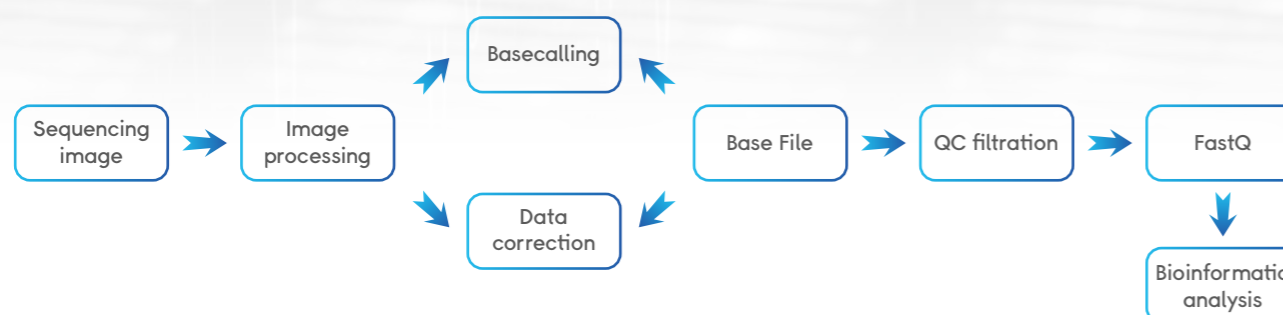 Basecalling
Sequencing
image
Image
processing
Base File
QC filtration
FastQ
Data
correction
analysis